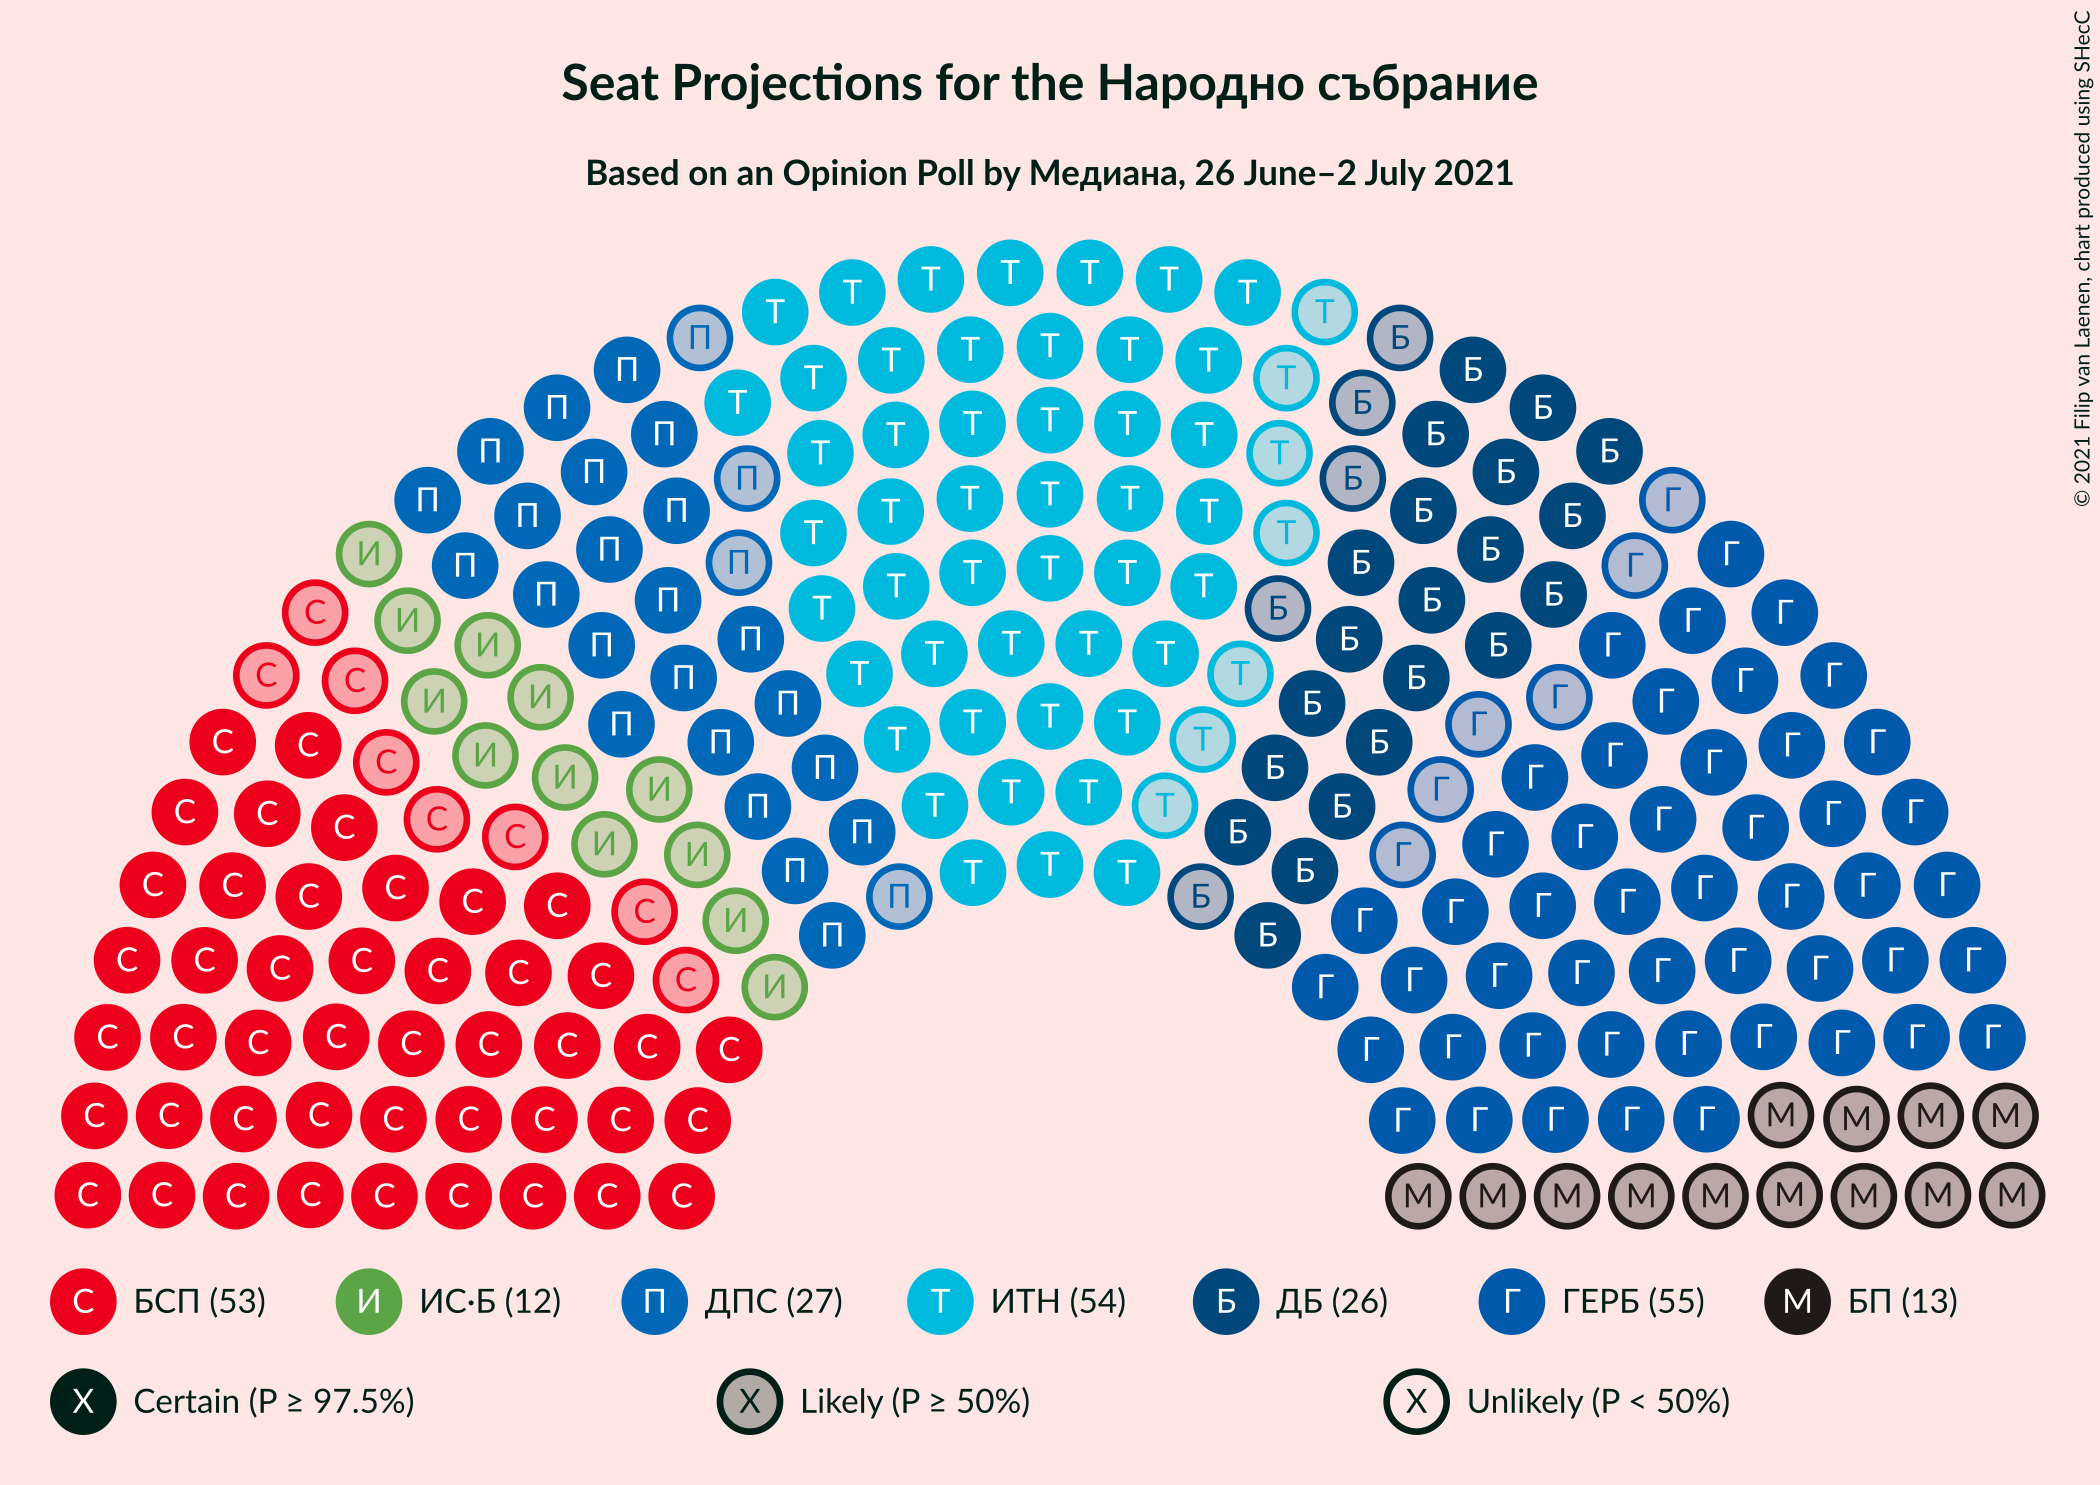 Seat Projections for the Народно събрание
Based on an Opinion Poll by Медиана, 26 June–2 July 2021
© 2021 Filip van Laenen, chart produced using SHecC
С БСП (53) И ИС·Б (12) П ДПС (27) Т ИТН (54) Б ДБ (26) Г ГЕРБ (55) М БП (13)
X Certain (P ≥ 97.5%) X Likely (P ≥ 50%) X Unlikely (P < 50%)